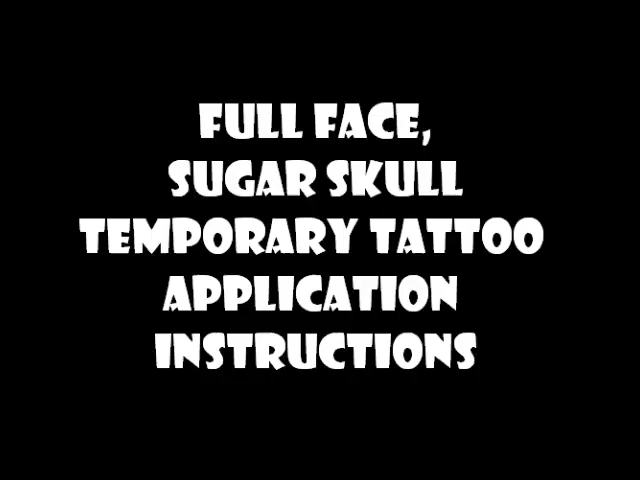 FULL FACE,
SUGAR SKULL
TEMPORARY TATTOO
APPLICATION
INSTRUCTIONS